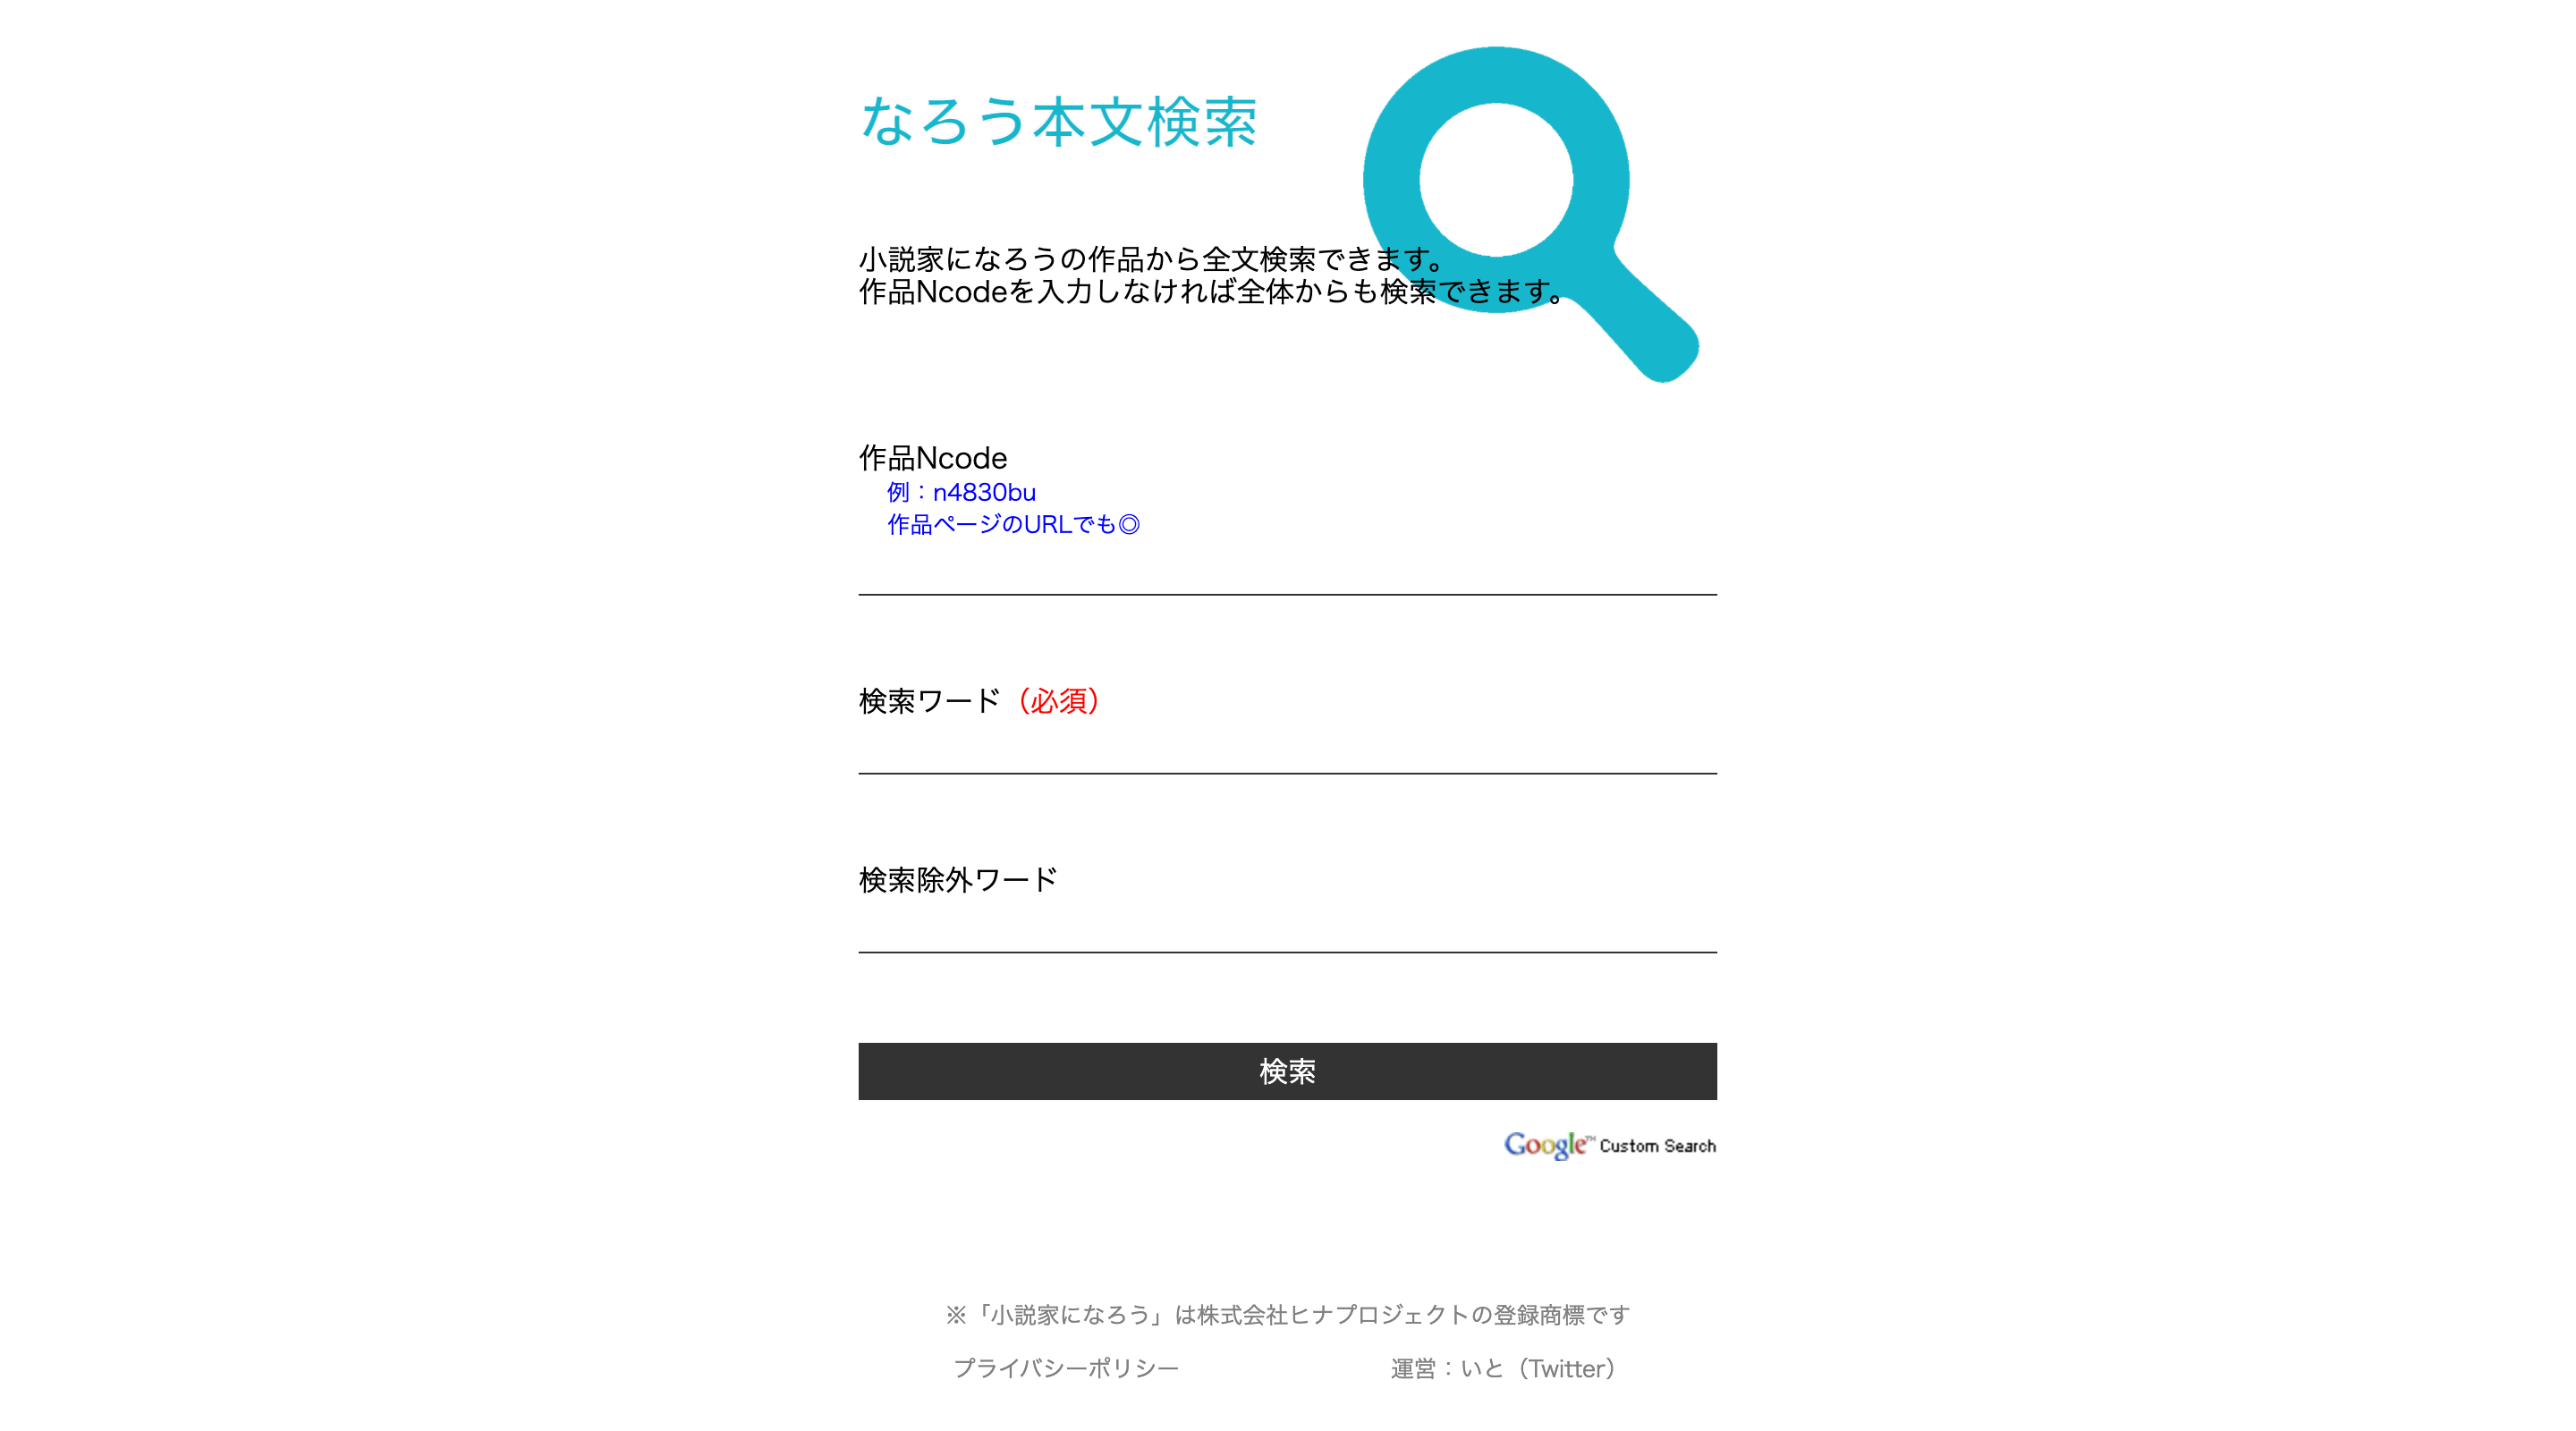 なろう本文検索
小説家になろうの作品から全文検索できます。
作品Ncodeを入力しなければ全体からも検索できます。
作品Ncode
例：n4830bu
作品ページのURLでも◎
検索ワード（必須）
検索除外ワード
検索
Google™ Custom Search
※「小説家になろう」は株式会社ヒナプロジェクトの登録商標です
プライバシーポリシー 運営：いと（Twitter）